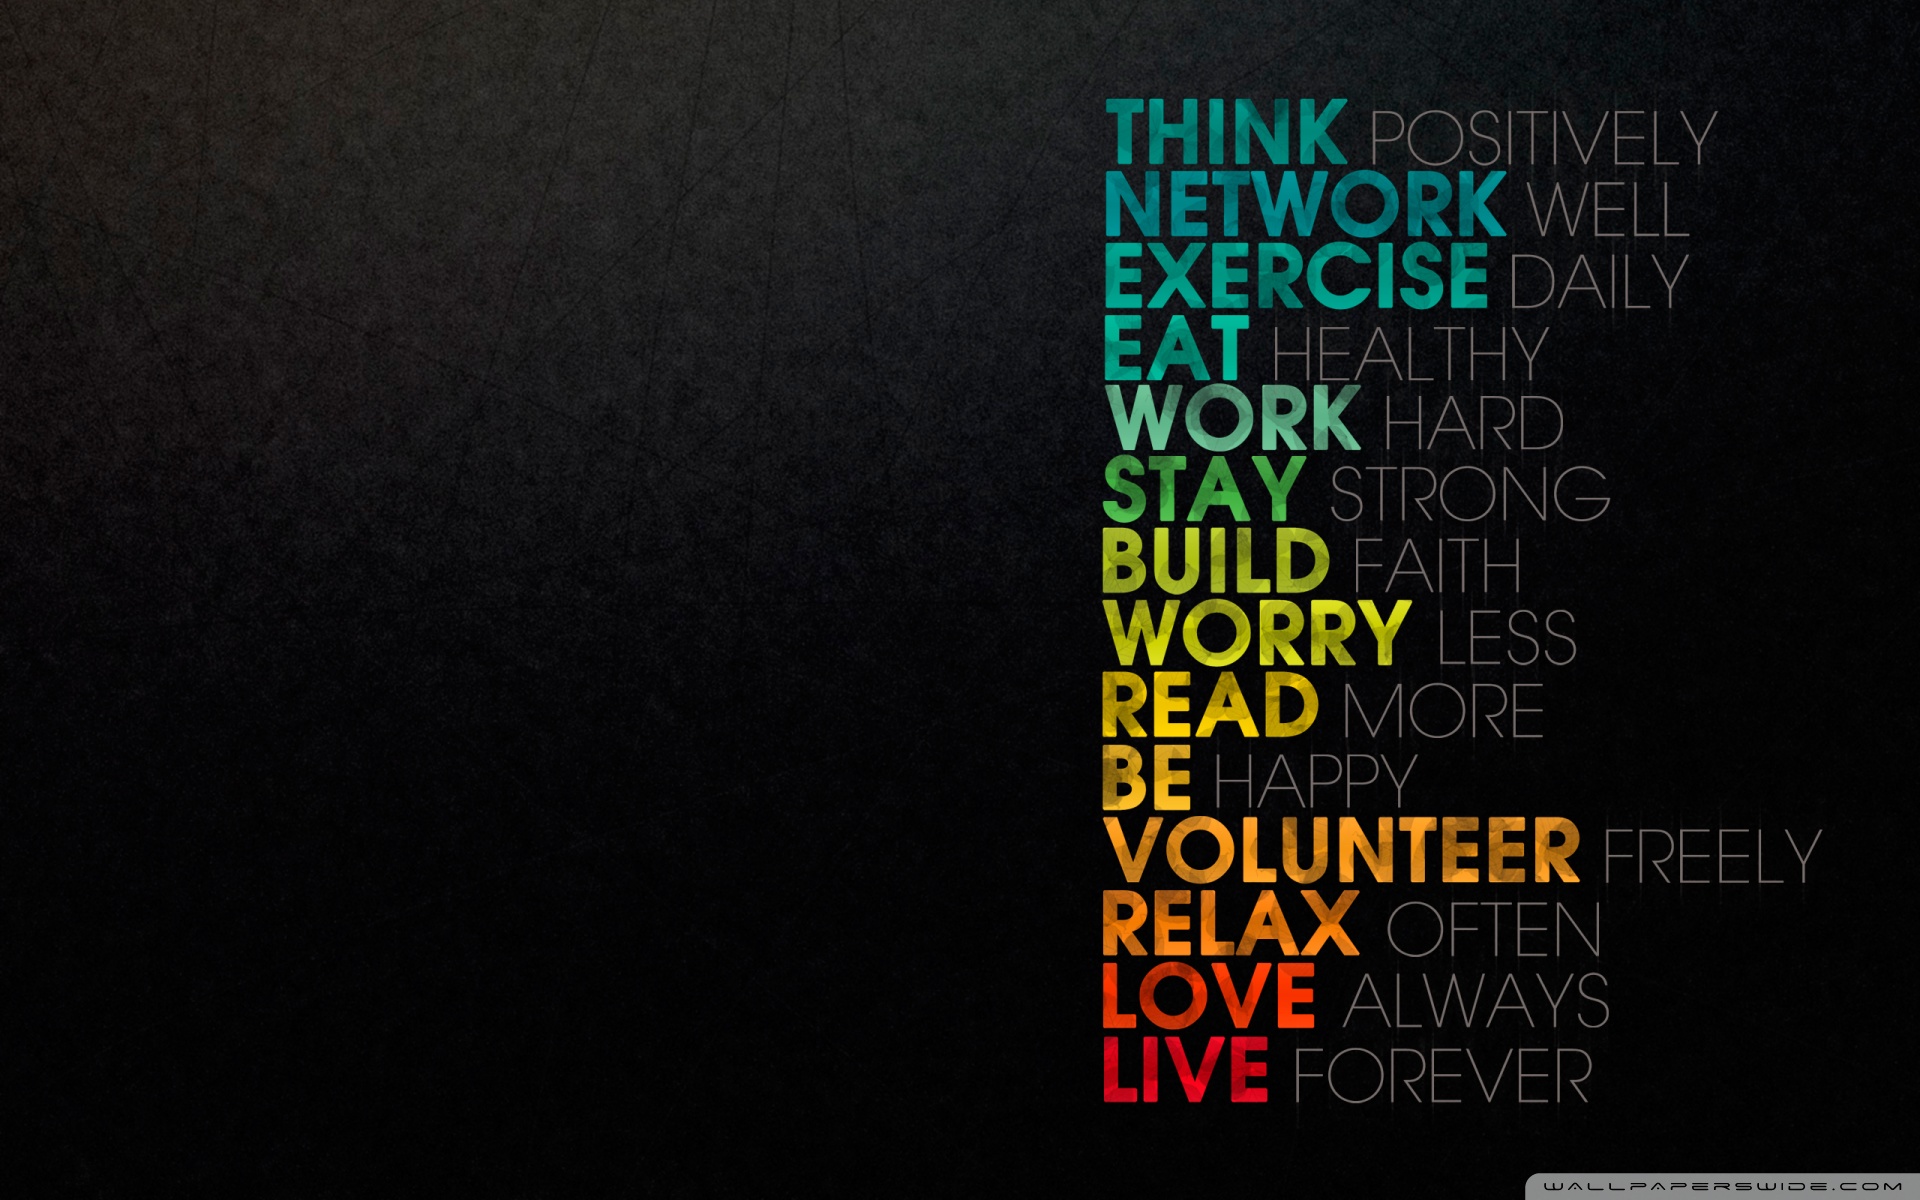 THINK POSITIVELY
NETWORK WELL
EXERCISE DAILY
EAT HEALTHY
WORK HARD
STAY STRONG
BUILD FAITH
WORRY LESS
READ MORE
BE HAPPY
VOLUNTEER FREELY
RELAX OFTEN
LOVE ALWAYS
LIVE FOREVER
WALLPAPERSWIDE.COM